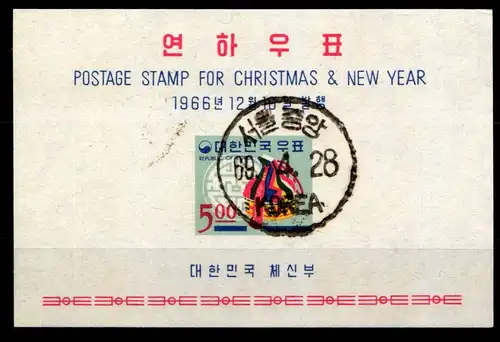 연하우표
POSTAGE STAMP FOR CHRISTMAS & NEW YEAR
1966년 12월 10일 발행
서울중앙
대한민국우표
REPUBLIC OF
69. 4. 28
5.00
KOREA
대한민국 체신부